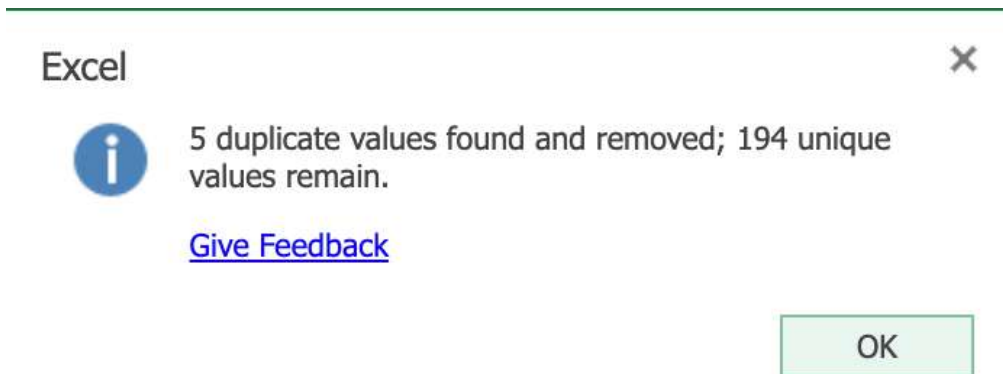 Excel
5 duplicate values found and removed; 194 unique
values remain.
Give Feedback
OK